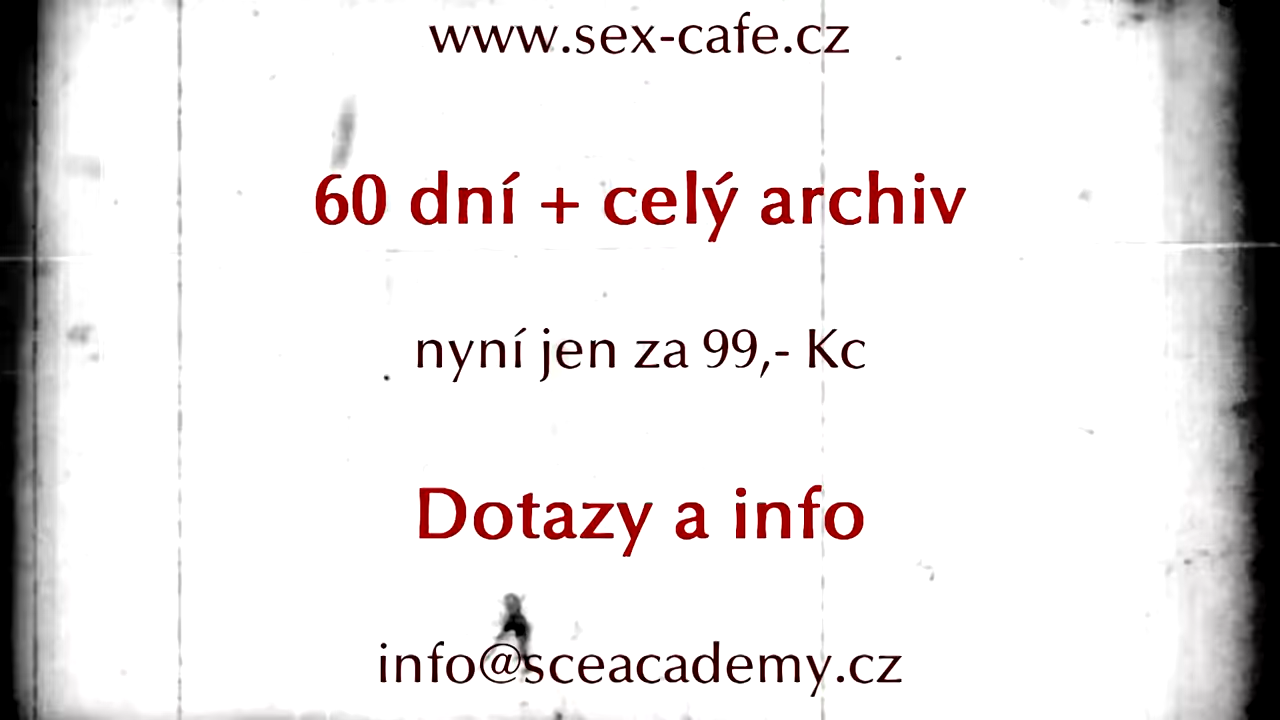 www.sex-cafe.cz
60 dní + celý archiv
nyní jen za 99,- Kc
Dotazy a info
info@sceacademy.cz